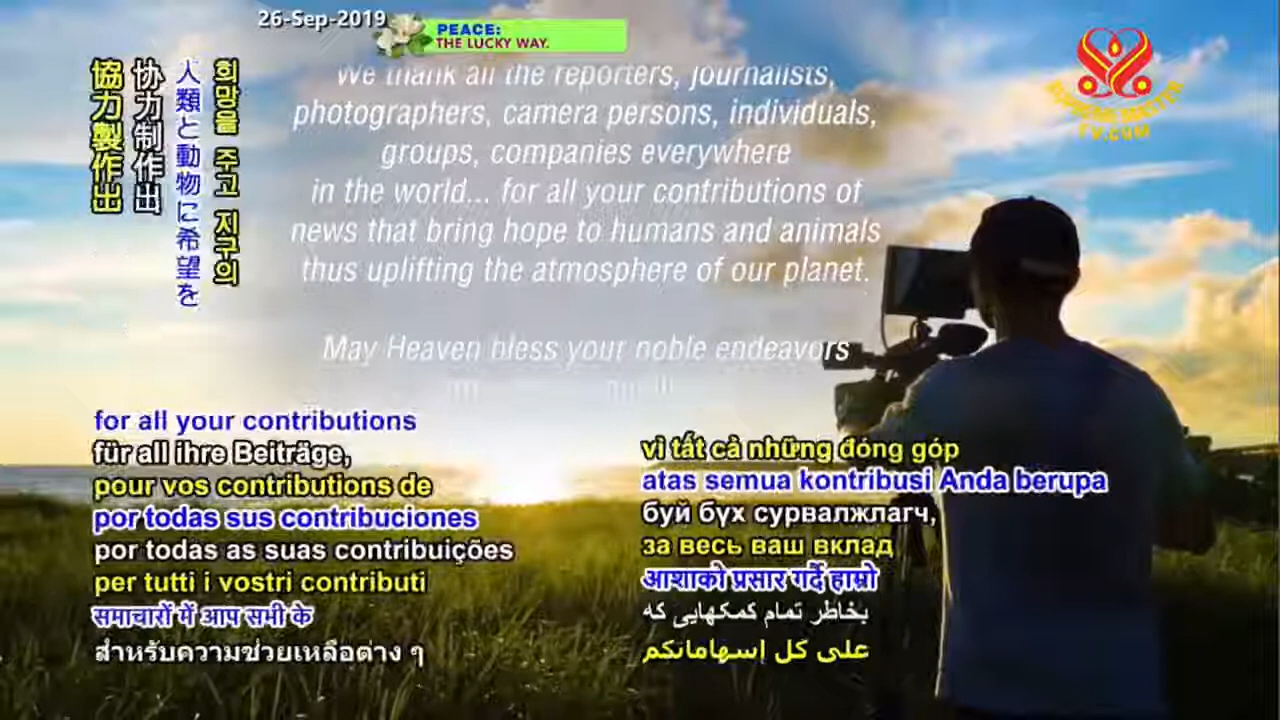 26-Sep-2019
PEACE:
THE LUCKY WAY.
SUPREME MASTER
TV.COM
We thank all the reporters, journalists,
photographers, camera persons, individuals,
groups, companies everywhere
in the world... for all your contributions of
news that bring hope to humans and animals
thus uplifting the atmosphere of our planet.
May Heaven bless your noble endeavors
희망을 주고 지구의
人類と動物に希望を
协力制作出
協力製作出
for all your contributions
für all ihre Beiträge,
pour vos contributions de
por todas sus contribuciones
por todas as suas contribuições
per tutti i vostri contributi
समाचारों में आप सभी के
สำหรับความช่วยเหลือต่าง ๆ
vì tất cả những đóng góp
atas semua kontribusi Anda berupa
буй бүх сурвалжлагч,
за весь ваш вклад
आशाको प्रसार गर्दै हाम्रो
بخاطر تمام کمکهایی که
على كل إسهاماتكم